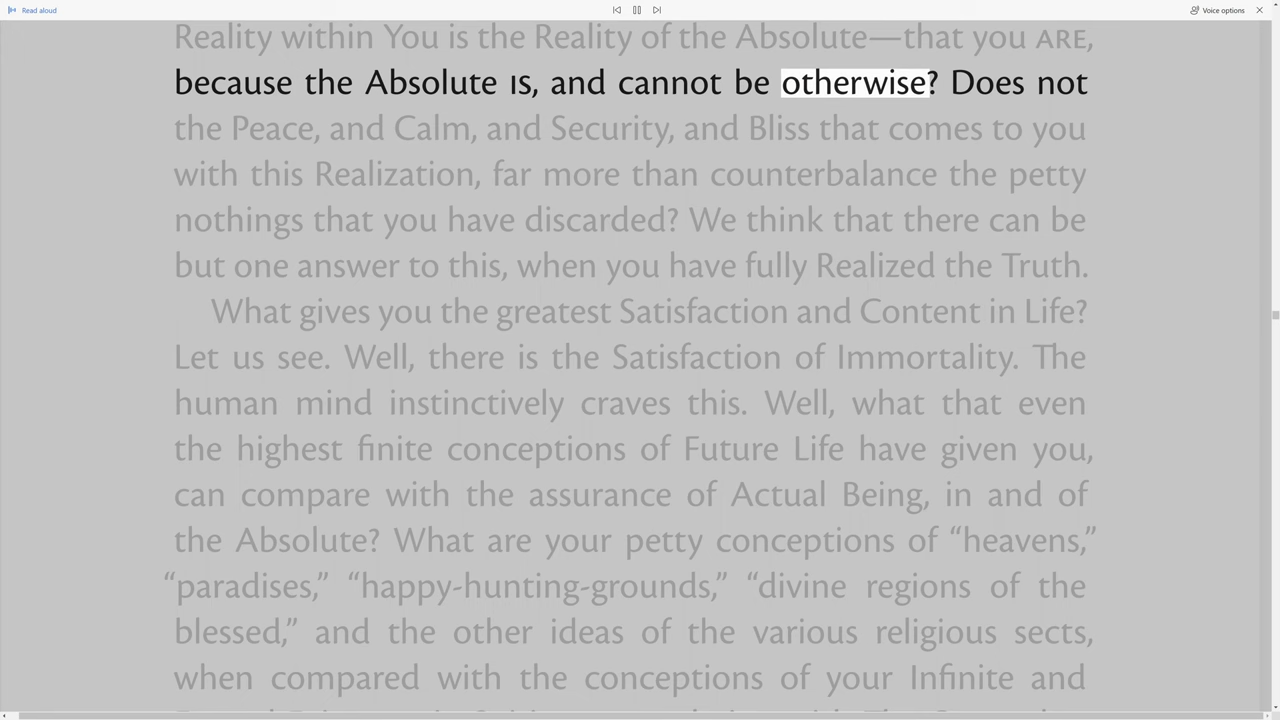 Read aloud
Voice options
Reality within You is the Reality of the Absolute—that you ARE,
because the Absolute IS, and cannot be otherwise? Does not
the Peace, and Calm, and Security, and Bliss that comes to you
with this Realization, far more than counterbalance the petty
nothings that you have discarded? We think that there can be
but one answer to this, when you have fully Realized the Truth.
What gives you the greatest Satisfaction and Content in Life?
Let us see. Well, there is the Satisfaction of Immortality. The
human mind instinctively craves this. Well, what that even
the highest finite conceptions of Future Life have given you,
can compare with the assurance of Actual Being, in and of
the Absolute? What are your petty conceptions of “heavens,”
“paradises,” “happy-hunting-grounds,” “divine regions of the
blessed,” and the other ideas of the various religious sects,
when compared with the conceptions of your Infinite and